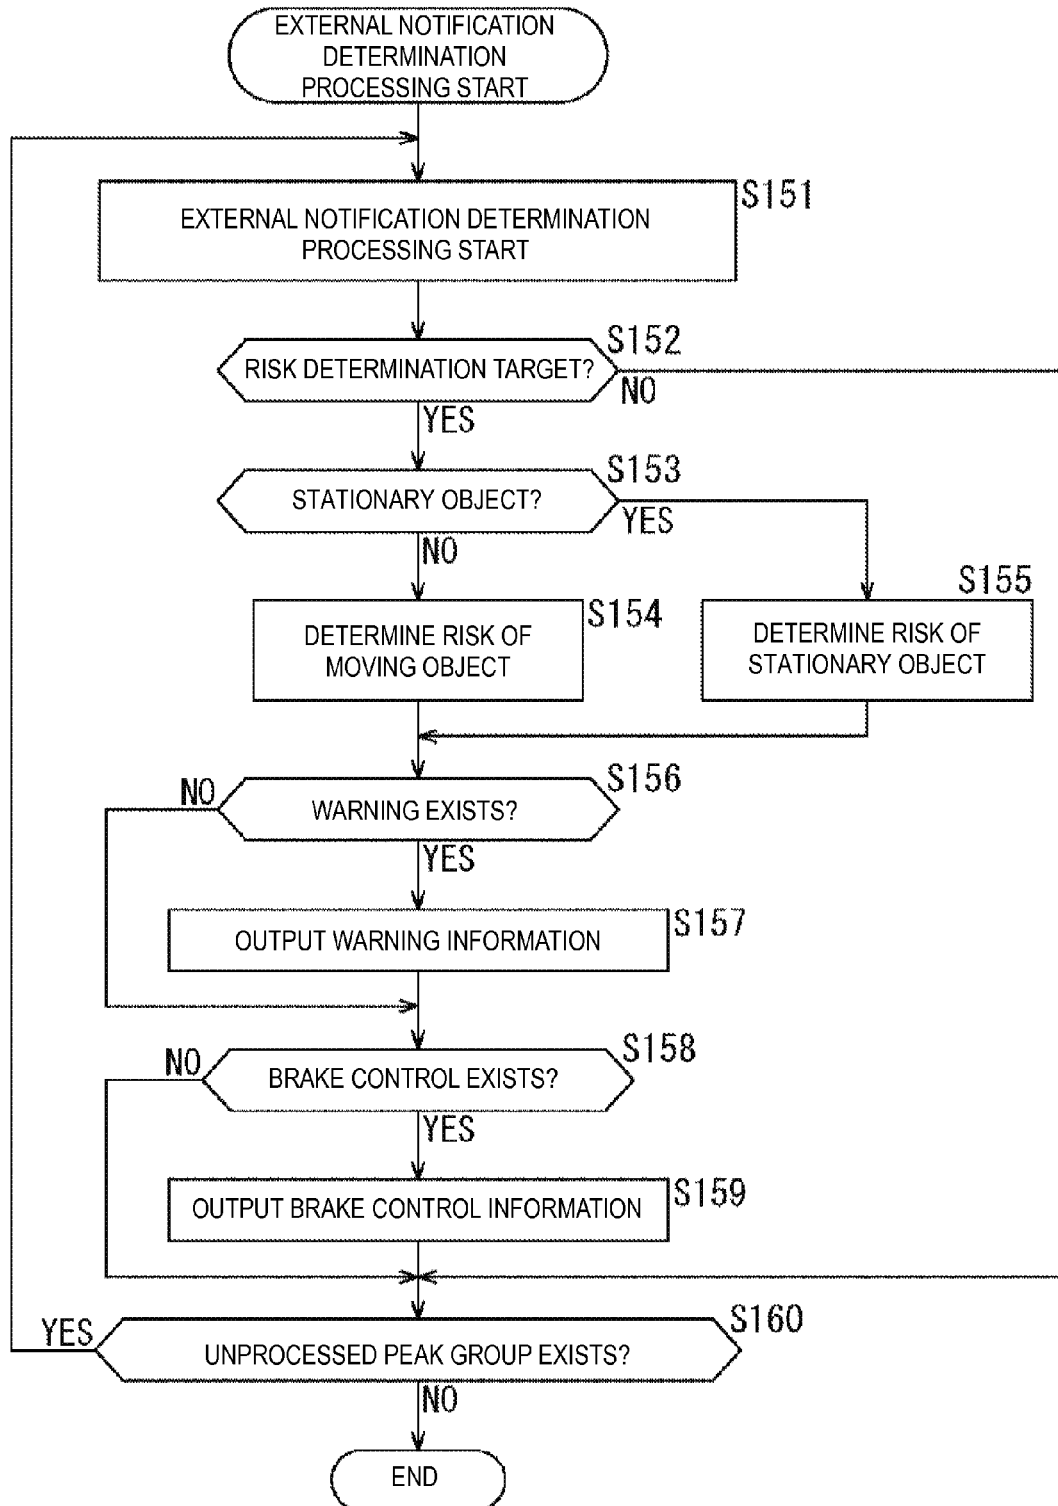 EXTERNAL NOTIFICATION
DETERMINATION
PROCESSING START
S151
EXTERNAL NOTIFICATION DETERMINATION
PROCESSING START
S152
RISK DETERMINATION TARGET?
NO
YES
S153
STATIONARY OBJECT?
YES
NO
S154
DETERMINE RISK OF
MOVING OBJECT
S155
DETERMINE RISK OF
STATIONARY OBJECT
S156
NO
WARNING EXISTS?
YES
S157
OUTPUT WARNING INFORMATION
S158
NO
BRAKE CONTROL EXISTS?
YES
S159
OUTPUT BRAKE CONTROL INFORMATION
S160
YES
UNPROCESSED PEAK GROUP EXISTS?
NO
END